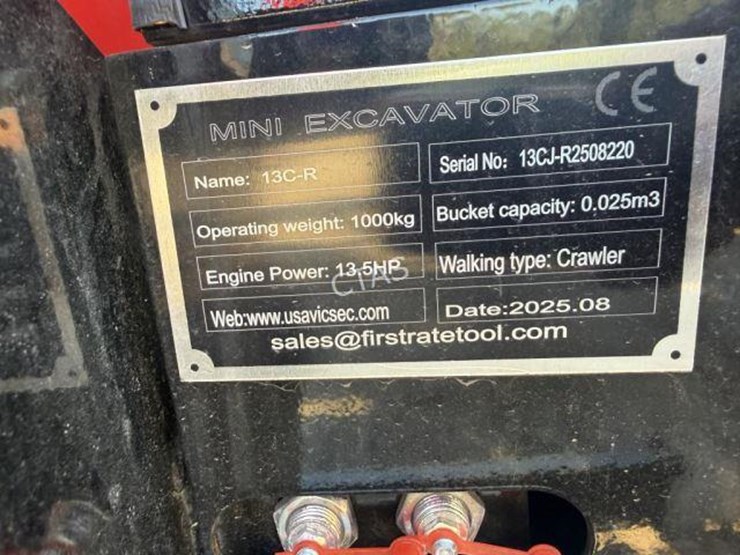 MINI EXCAVATOR CE
Name: 13C-R
Serial No: 13CJ-R2508220
Operating weight: 1000kg
Bucket capacity: 0.025m3
Engine Power: 13.5HP
Walking type: Crawler
CTAS
Web:www.usavicsec.com
Date:2025.08
sales@firstratetool.com